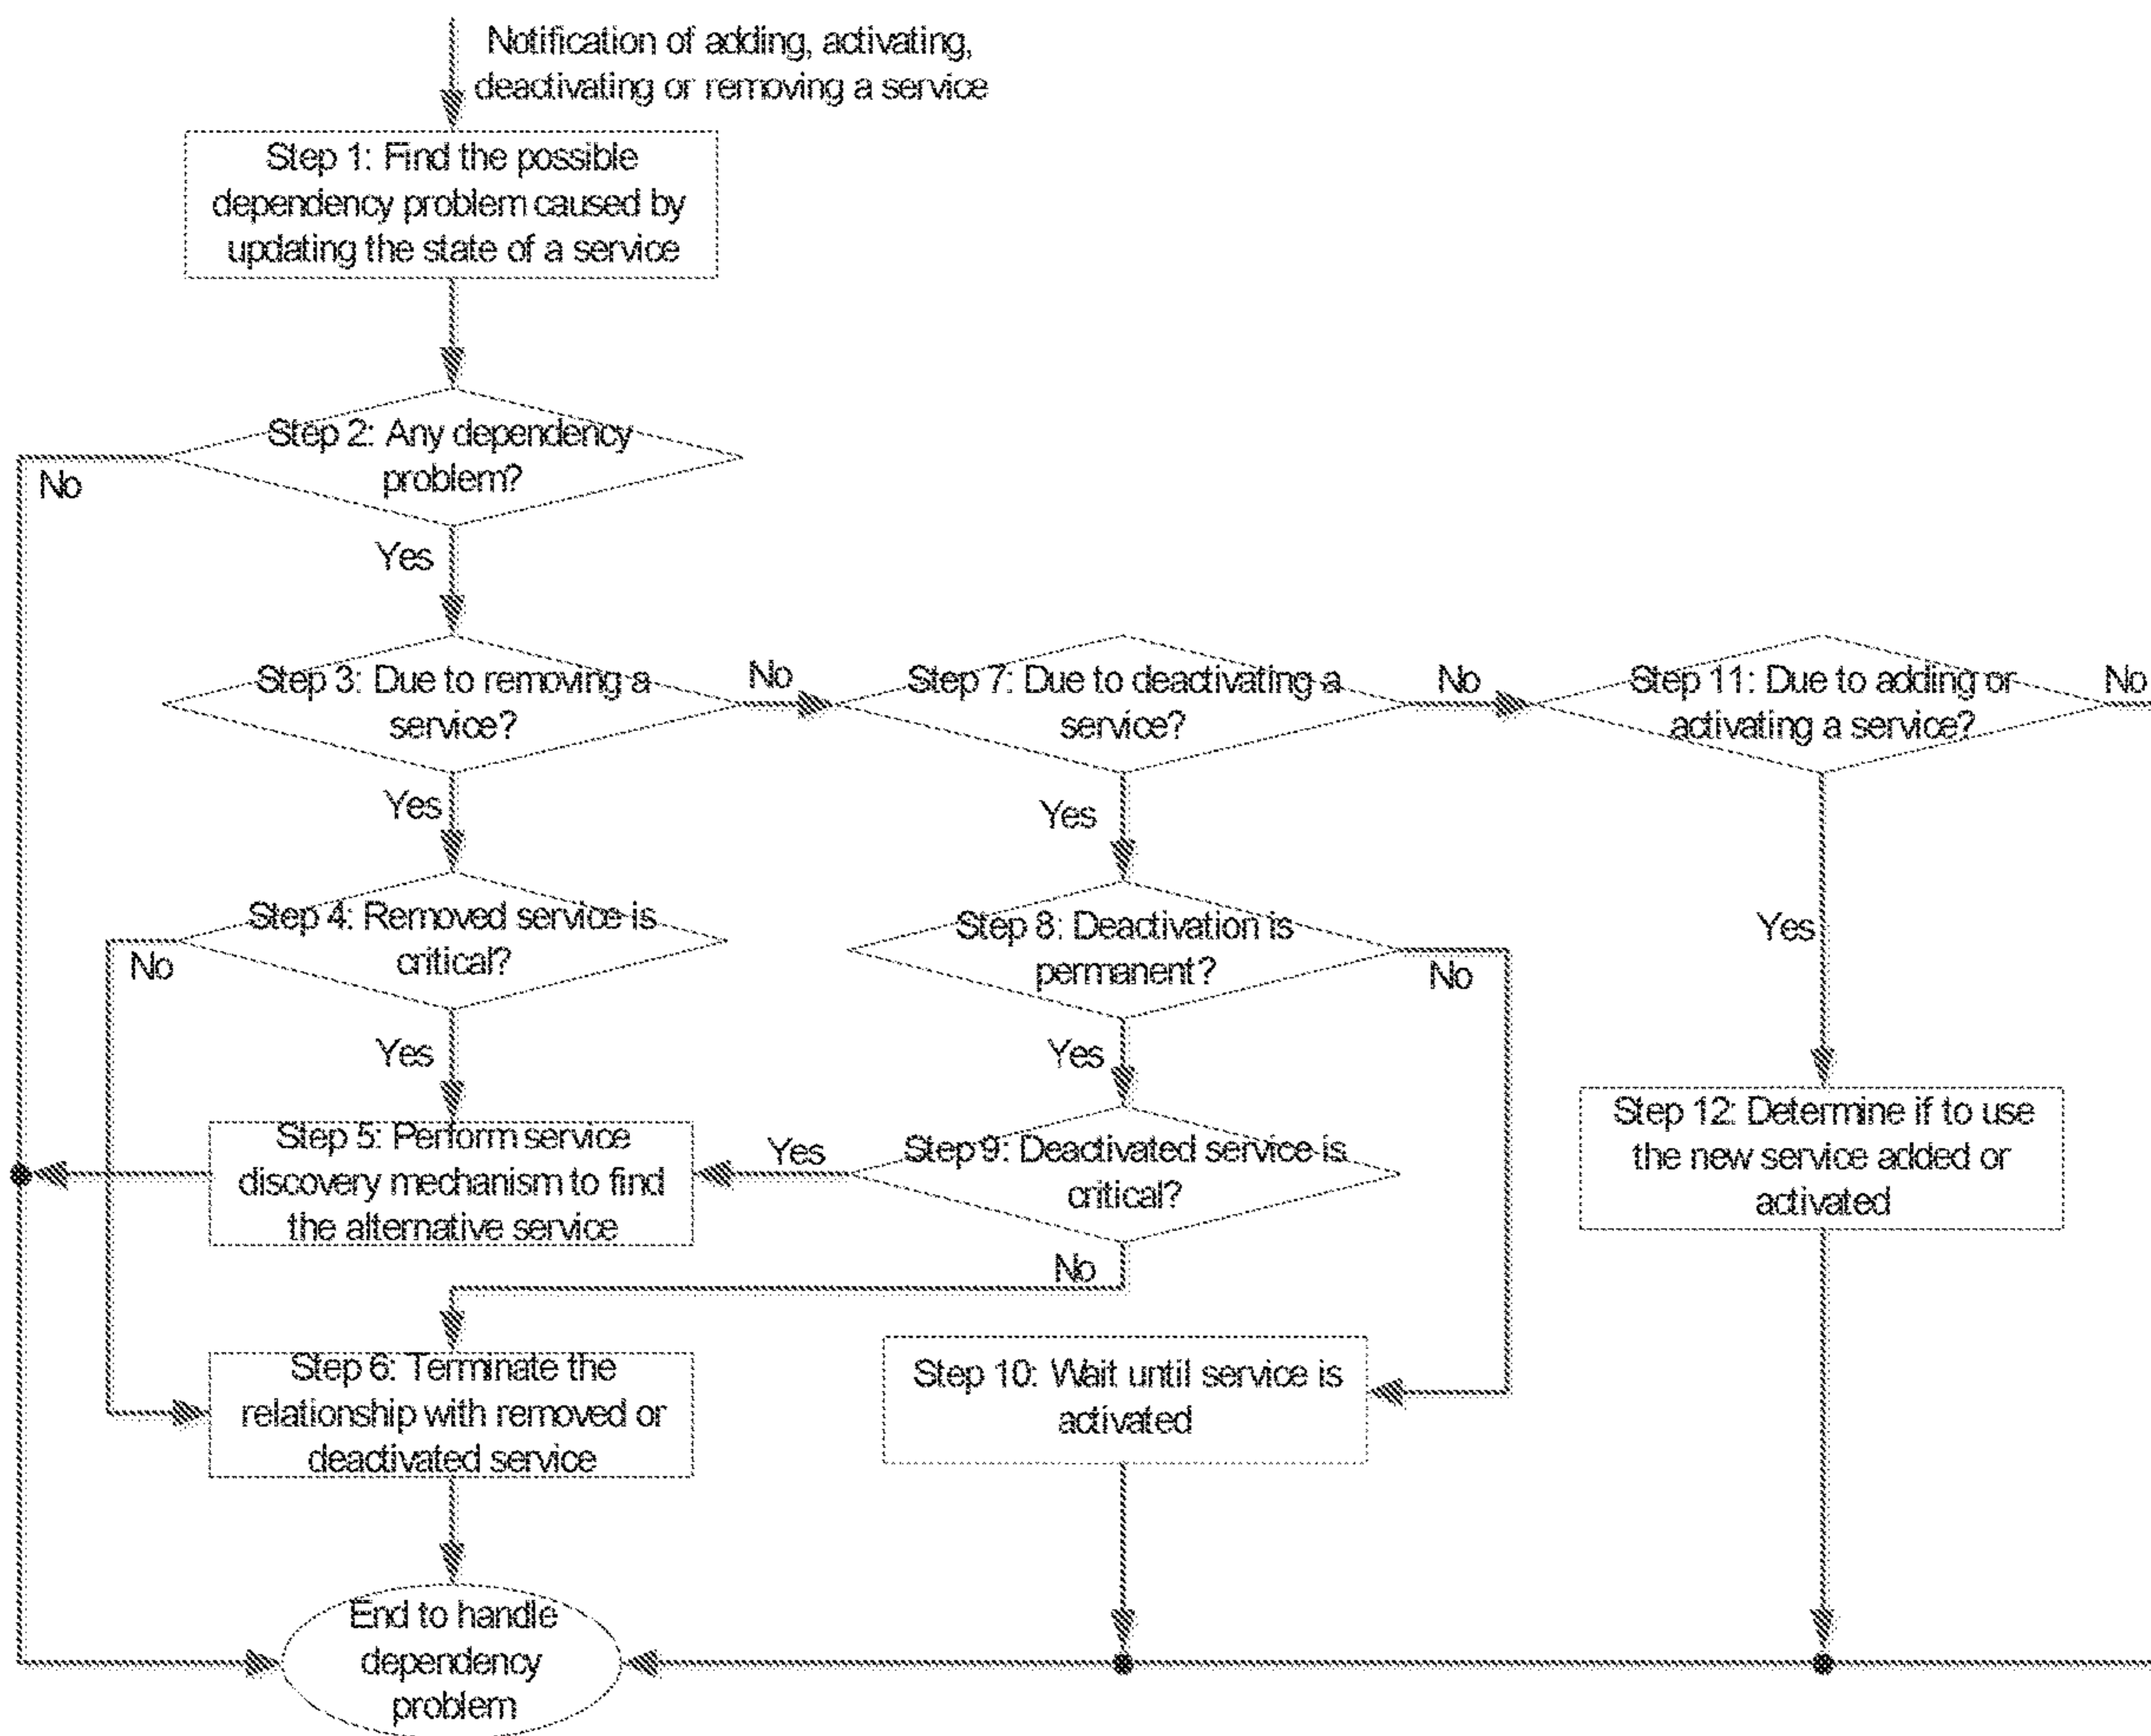 Notification of adding, activating,
deactivating or removing a service
Step 1: Find the possible
dependency problem caused by
updating the state of a service
Step 2: Any dependency
problem?
No
Yes
Step 3: Due to removing a
service?
No
Step 7: Due to deactivating a
service?
No
Step 11: Due to adding or
activating a service?
No
Yes
Yes
Yes
Step 4: Removed service is
critical?
No
Yes
Step 8: Deactivation is
permanent?
No
Yes
Step 5: Perform service
discovery mechanism to find
the alternative service
Yes
Step 9: Deactivated service is
critical?
No
Step 12: Determine if to use
the new service added or
activated
Step 6: Terminate the
relationship with removed or
deactivated service
Step 10: Wait until service is
activated
End to handle
dependency
problem